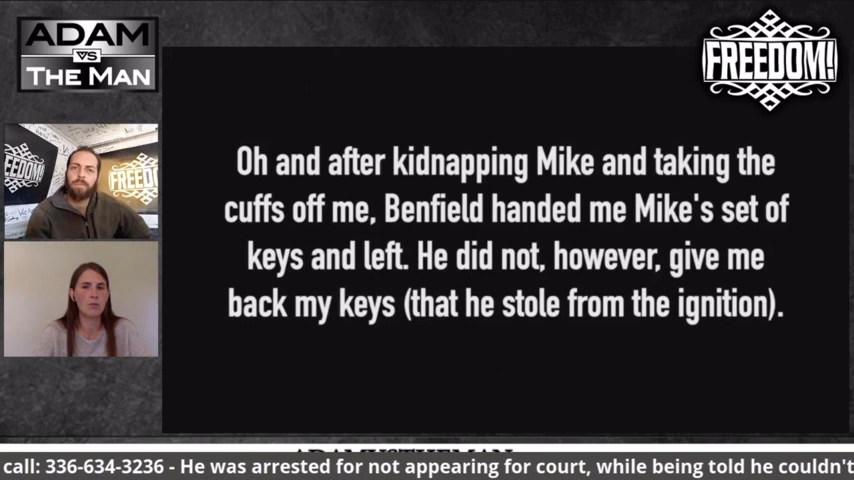 ADAM
VS
THE MAN
FREEDOM!
FREEDOM!
FREEDOM
Oh and after kidnapping Mike and taking the
cuffs off me, Benfield handed me Mike's set of
keys and left. He did not, however, give me
back my keys (that he stole from the ignition).
call: 336-634-3236 - He was arrested for not appearing for court, while being told he couldn't